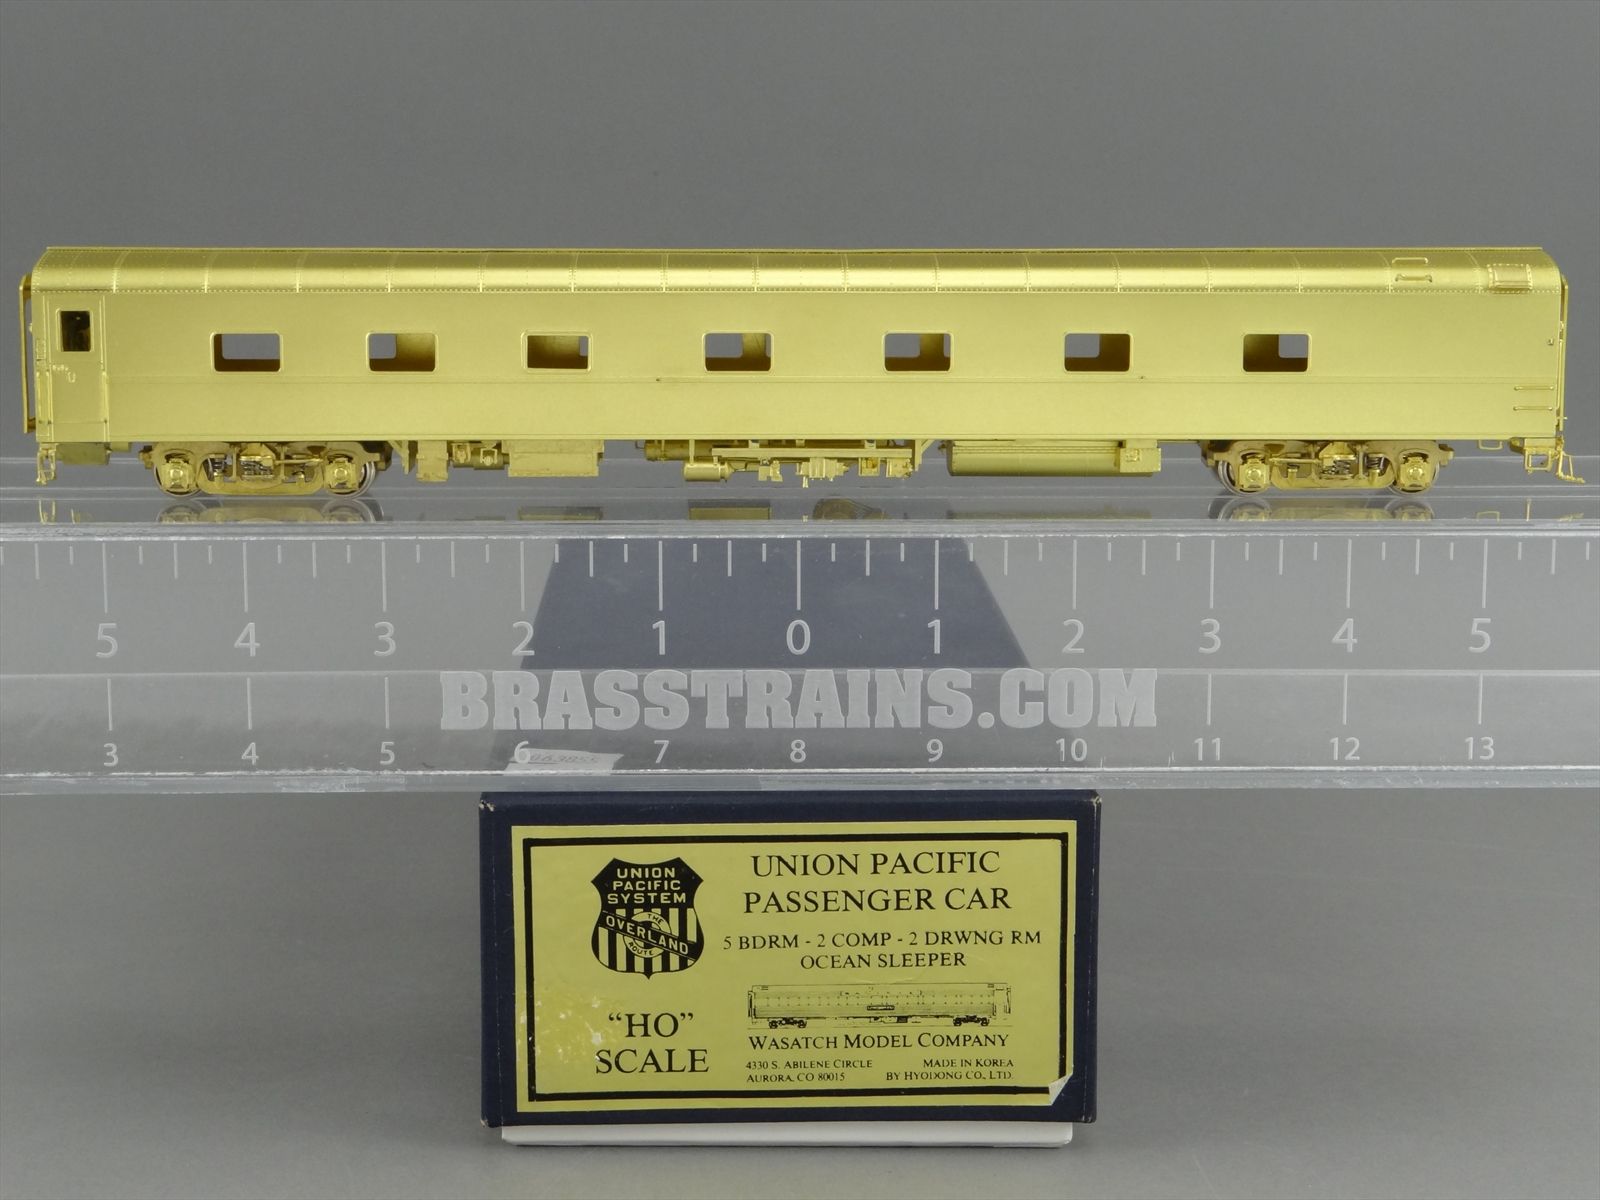 5 4 3 2 1 0 1 2 3 4 5
BRASSTRAINS.COM
3 4 5 6 7 8 9 10 11 12 13
UNION PACIFIC
PASSENGER CAR
5 BDRM - 2 COMP - 2 DRWNG RM
OCEAN SLEEPER
UNION
PACIFIC
SYSTEM
THE
OVERLAND
ROUTE
"HO"
SCALE
WASATCH MODEL COMPANY
4330 S. ABILENE CIRCLE MADE IN KOREA
AURORA, CO 80015 BY HYODONG CO., LTD.